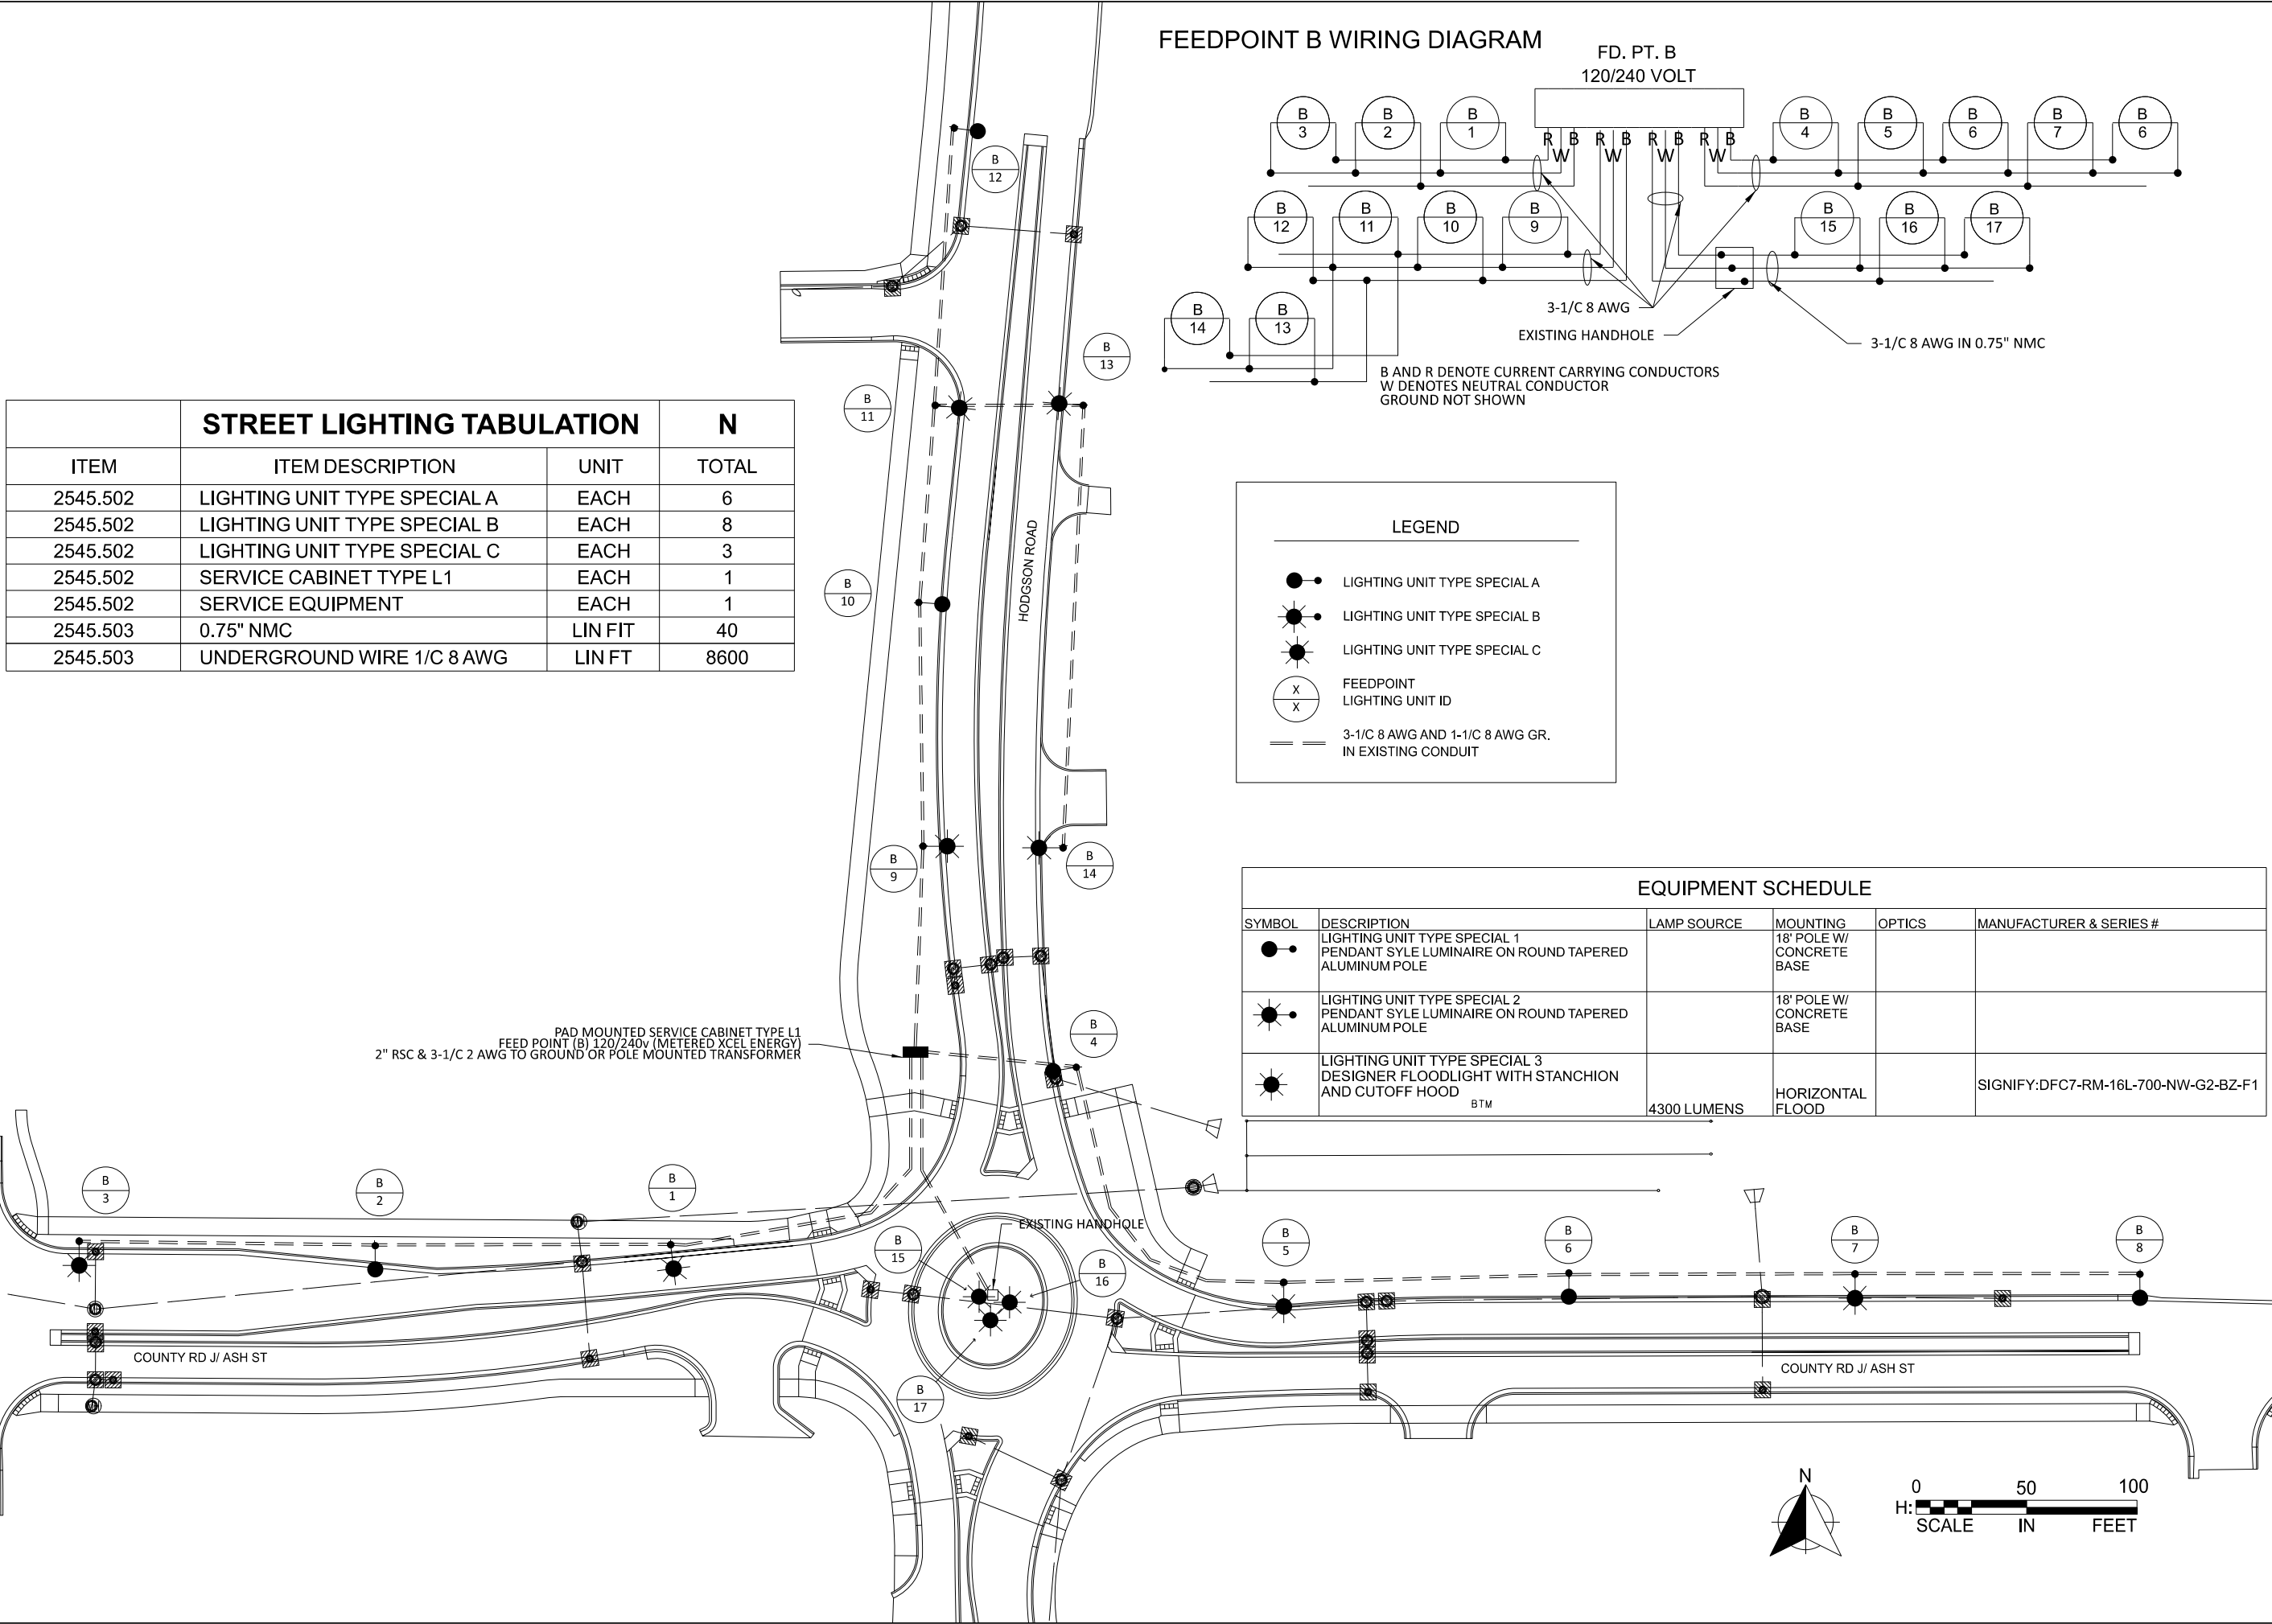 FEEDPOINT B WIRING DIAGRAM
FD. PT. B
120/240 VOLT
B 3
B 2
B 1
B 4
B 5
B 6
B 7
B 6
R W B
R W B
R W B
R W B
B 12
B 11
B 10
B 9
B 15
B 16
B 17
B 14
B 13
3-1/C 8 AWG
EXISTING HANDHOLE
3-1/C 8 AWG IN 0.75" NMC
B AND R DENOTE CURRENT CARRYING CONDUCTORS
W DENOTES NEUTRAL CONDUCTOR
GROUND NOT SHOWN
STREET LIGHTING TABULATION N
ITEM ITEM DESCRIPTION UNIT TOTAL
2545.502 LIGHTING UNIT TYPE SPECIAL A EACH 6
2545.502 LIGHTING UNIT TYPE SPECIAL B EACH 8
2545.502 LIGHTING UNIT TYPE SPECIAL C EACH 3
2545.502 SERVICE CABINET TYPE L1 EACH 1
2545.502 SERVICE EQUIPMENT EACH 1
2545.503 0.75" NMC LIN FIT 40
2545.503 UNDERGROUND WIRE 1/C 8 AWG LIN FT 8600
B 12
B 13
B 11
B 10
HODGSON ROAD
B 9
B 14
B 4
LEGEND
LIGHTING UNIT TYPE SPECIAL A
LIGHTING UNIT TYPE SPECIAL B
LIGHTING UNIT TYPE SPECIAL C
X FEEDPOINT
X LIGHTING UNIT ID
3-1/C 8 AWG AND 1-1/C 8 AWG GR.
IN EXISTING CONDUIT
PAD MOUNTED SERVICE CABINET TYPE L1
FEED POINT (B) 120/240v (METERED XCEL ENERGY)
2" RSC & 3-1/C 2 AWG TO GROUND OR POLE MOUNTED TRANSFORMER
EQUIPMENT SCHEDULE
SYMBOL DESCRIPTION LAMP SOURCE MOUNTING OPTICS MANUFACTURER & SERIES #
LIGHTING UNIT TYPE SPECIAL 1
PENDANT SYLE LUMINAIRE ON ROUND TAPERED
ALUMINUM POLE
18' POLE W/
CONCRETE
BASE
LIGHTING UNIT TYPE SPECIAL 2
PENDANT SYLE LUMINAIRE ON ROUND TAPERED
ALUMINUM POLE
18' POLE W/
CONCRETE
BASE
LIGHTING UNIT TYPE SPECIAL 3
DESIGNER FLOODLIGHT WITH STANCHION
AND CUTOFF HOOD
BTM
4300 LUMENS
HORIZONTAL
FLOOD
SIGNIFY:DFC7-RM-16L-700-NW-G2-BZ-F1
B 3
B 2
B 1
EXISTING HANDHOLE
B 15
B 16
B 17
B 5
B 6
B 7
B 8
COUNTY RD J/ ASH ST
COUNTY RD J/ ASH ST
N
0 50 100
H:
SCALE IN FEET